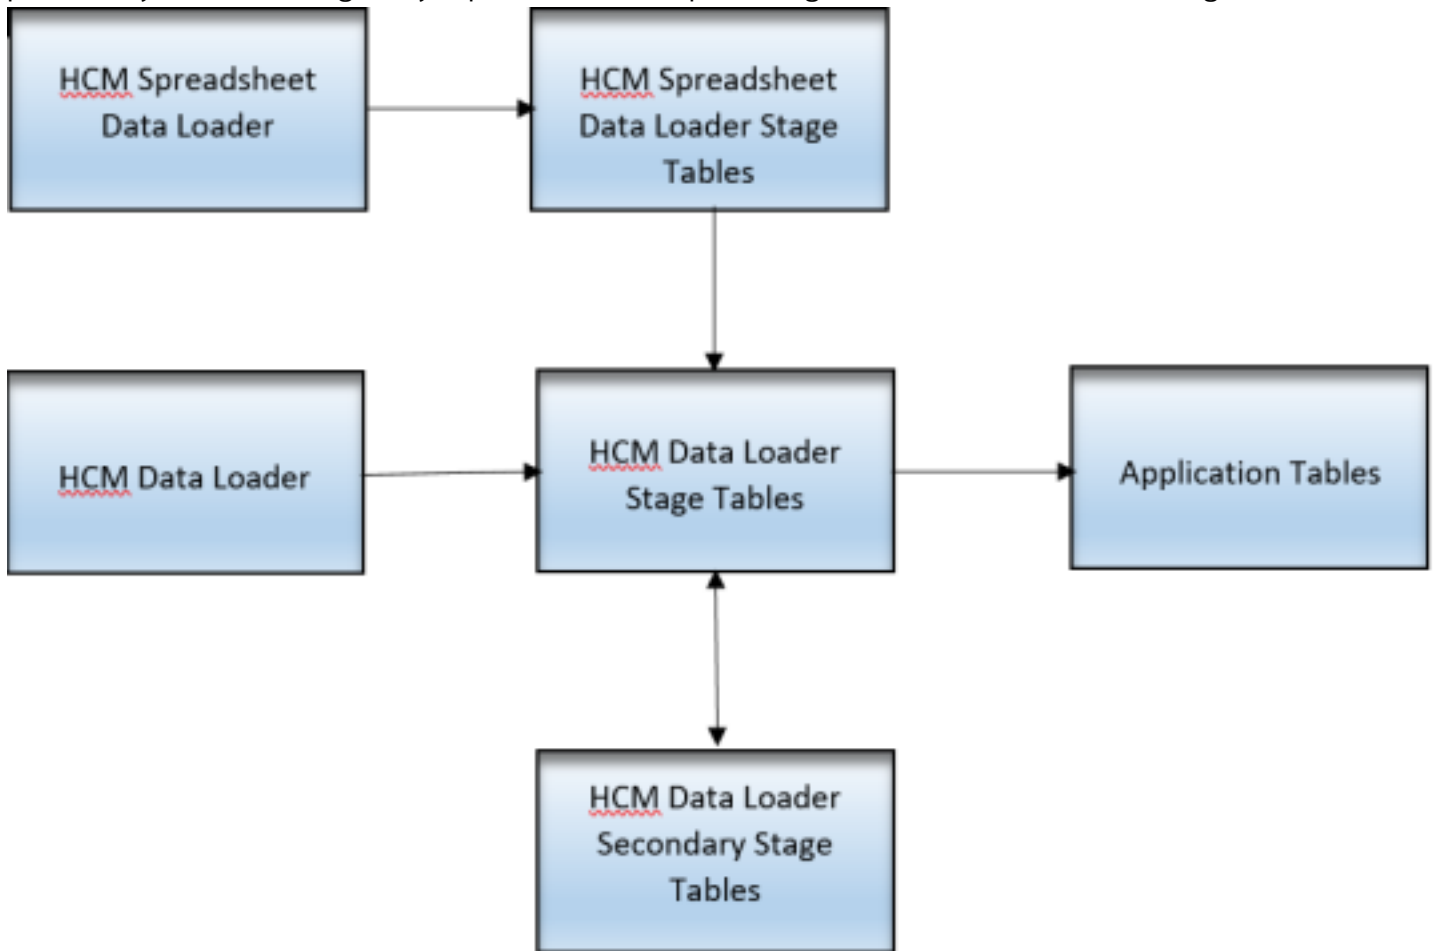 HCM Spreadsheet
Data Loader
HCM Spreadsheet
Data Loader Stage
Tables
HCM Data Loader
HCM Data Loader
Stage Tables
Application Tables
HCM Data Loader
Secondary Stage
Tables